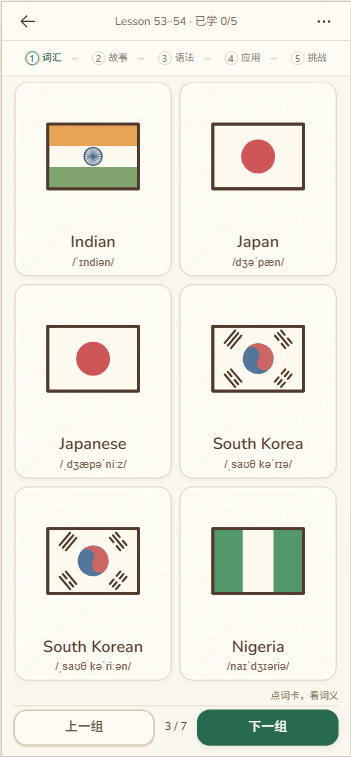 Lesson 53–54 · 已学 0/5
1 词汇 2 故事 3 语法 4 应用 5 挑战
Indian
/ˈɪndiən/
Japan
/dʒəˈpæn/
Japanese
/ˌdʒæpəˈniːz/
South Korea
/ˌsaʊθ kəˈrɪə/
South Korean
/ˌsaʊθ kəˈriːən/
Nigeria
/naɪˈdʒɪəriə/
点词卡，看词义
上一组
3 / 7
下一组